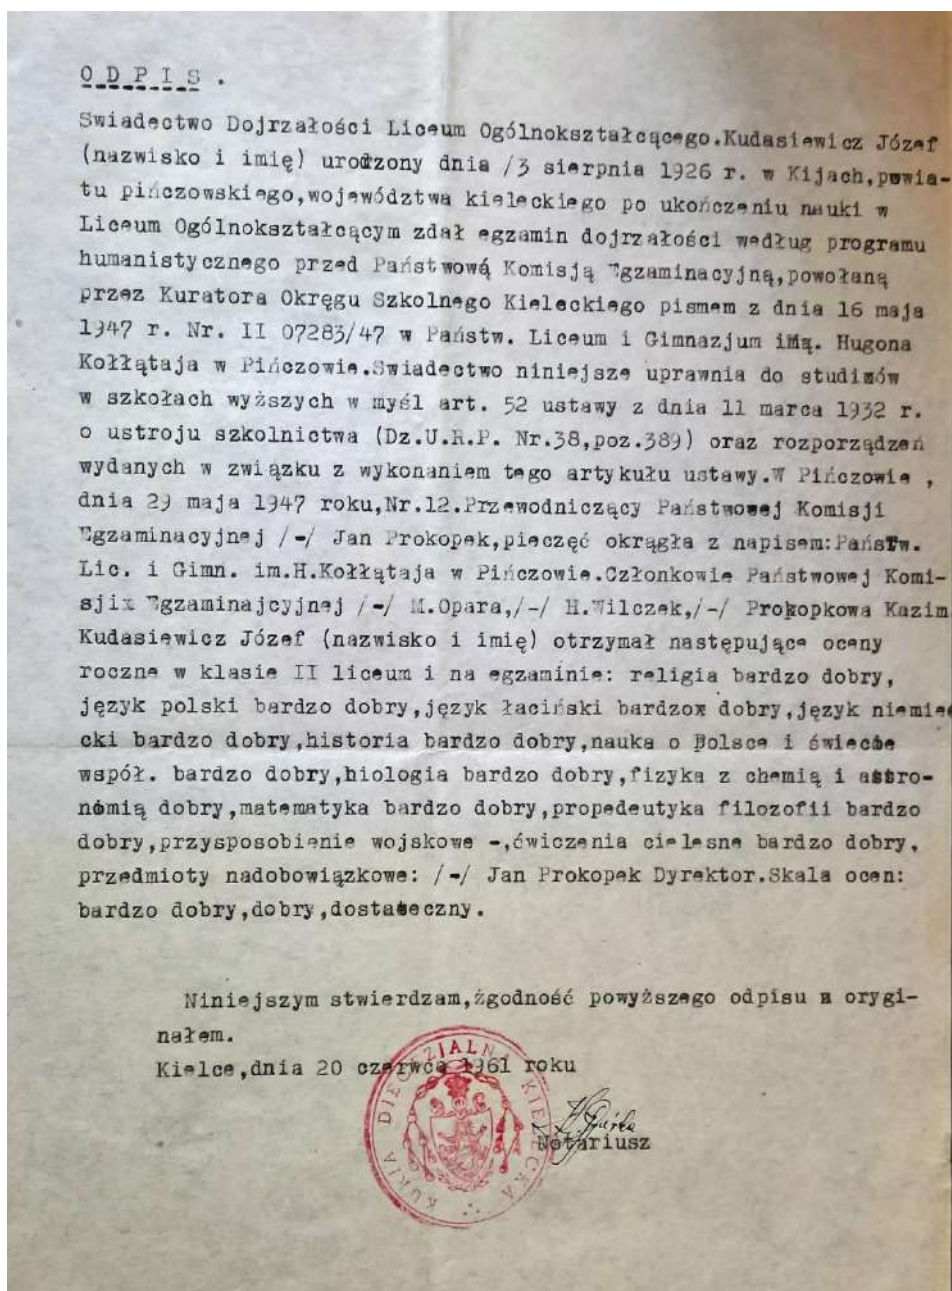 O D P I S .
Swiadectwo Dojrzałości Liceum Ogólnokształcącego.Kudasiewicz Józef
(nazwisko i imię) urodzony dnia /3 sierpnia 1926 r. w Kijach,powia-
tu pińczowskiego,województwa kieleckiego po ukończeniu nauki w
Liceum Ogólnokształcącym zdał egzamin dojrzałości według programu
humanistycznego przed Państwową Komisją Egzaminacyjną,powołaną
przez Kuratora Okręgu Szkolnego Kieleckiego pismem z dnia 16 maja
1947 r. Nr. II 07283/47 w Państw. Liceum i Gimnazjum im. Hugona
Kołłątaja w Pińczowie.Swiadectwo niniejsze uprawnia do studiów
w szkołach wyższych w myśl art. 52 ustawy z dnia 11 marca 1932 r.
o ustroju szkolnictwa (Dz.U.R.P. Nr.38,poz.389) oraz rozporządzeń
wydanych w związku z wykonaniem tego artykułu ustawy.W Pińczowie ,
dnia 29 maja 1947 roku,Nr.12.Przewodniczący Państwowej Komisji
Egzaminacyjnej /-/ Jan Prokopek,pieczęć okrągła z napisem:Państw.
Lic. i Gimn. im.H.Kołłątaja w Pińczowie.Członkowie Państwowej Komi-
sjix Egzaminajcyjnej /-/ M.Opara,/-/ H.Wilczek,/-/ Prokopkowa Kazim
Kudasiewicz Józef (nazwisko i imię) otrzymał następujące oceny
roczne w klasie II liceum i na egzaminie: religia bardzo dobry,
język polski bardzo dobry,język łaciński bardzox dobry,język niemie
cki bardzo dobry,historia bardzo dobry,nauka o Polsce i świecie
współ. bardzo dobry,biologia bardzo dobry,fizyka z chemią i astro-
nómią dobry,matematyka bardzo dobry,propedeutyka filozofii bardzo
dobry,przysposobienie wojskowe -,ćwiczenia cielesne bardzo dobry,
przedmioty nadobowiązkowe: /-/ Jan Prokopek Dyrektor.Skala ocen:
bardzo dobry,dobry,dostateczny.
Niniejszym stwierdzam,zgodność powyższego odpisu z orygi-
nałem.
Kielce,dnia 20 czerwca 1961 roku
Notariusz
KURIA DIECEZIALNA KIELECKA